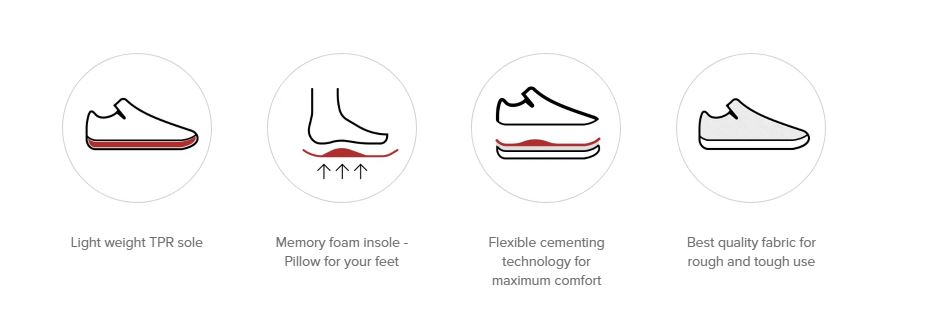 Light weight TPR sole
Memory foam insole -
Pillow for your feet
Flexible cementing
technology for
maximum comfort
Best quality fabric for
rough and tough use